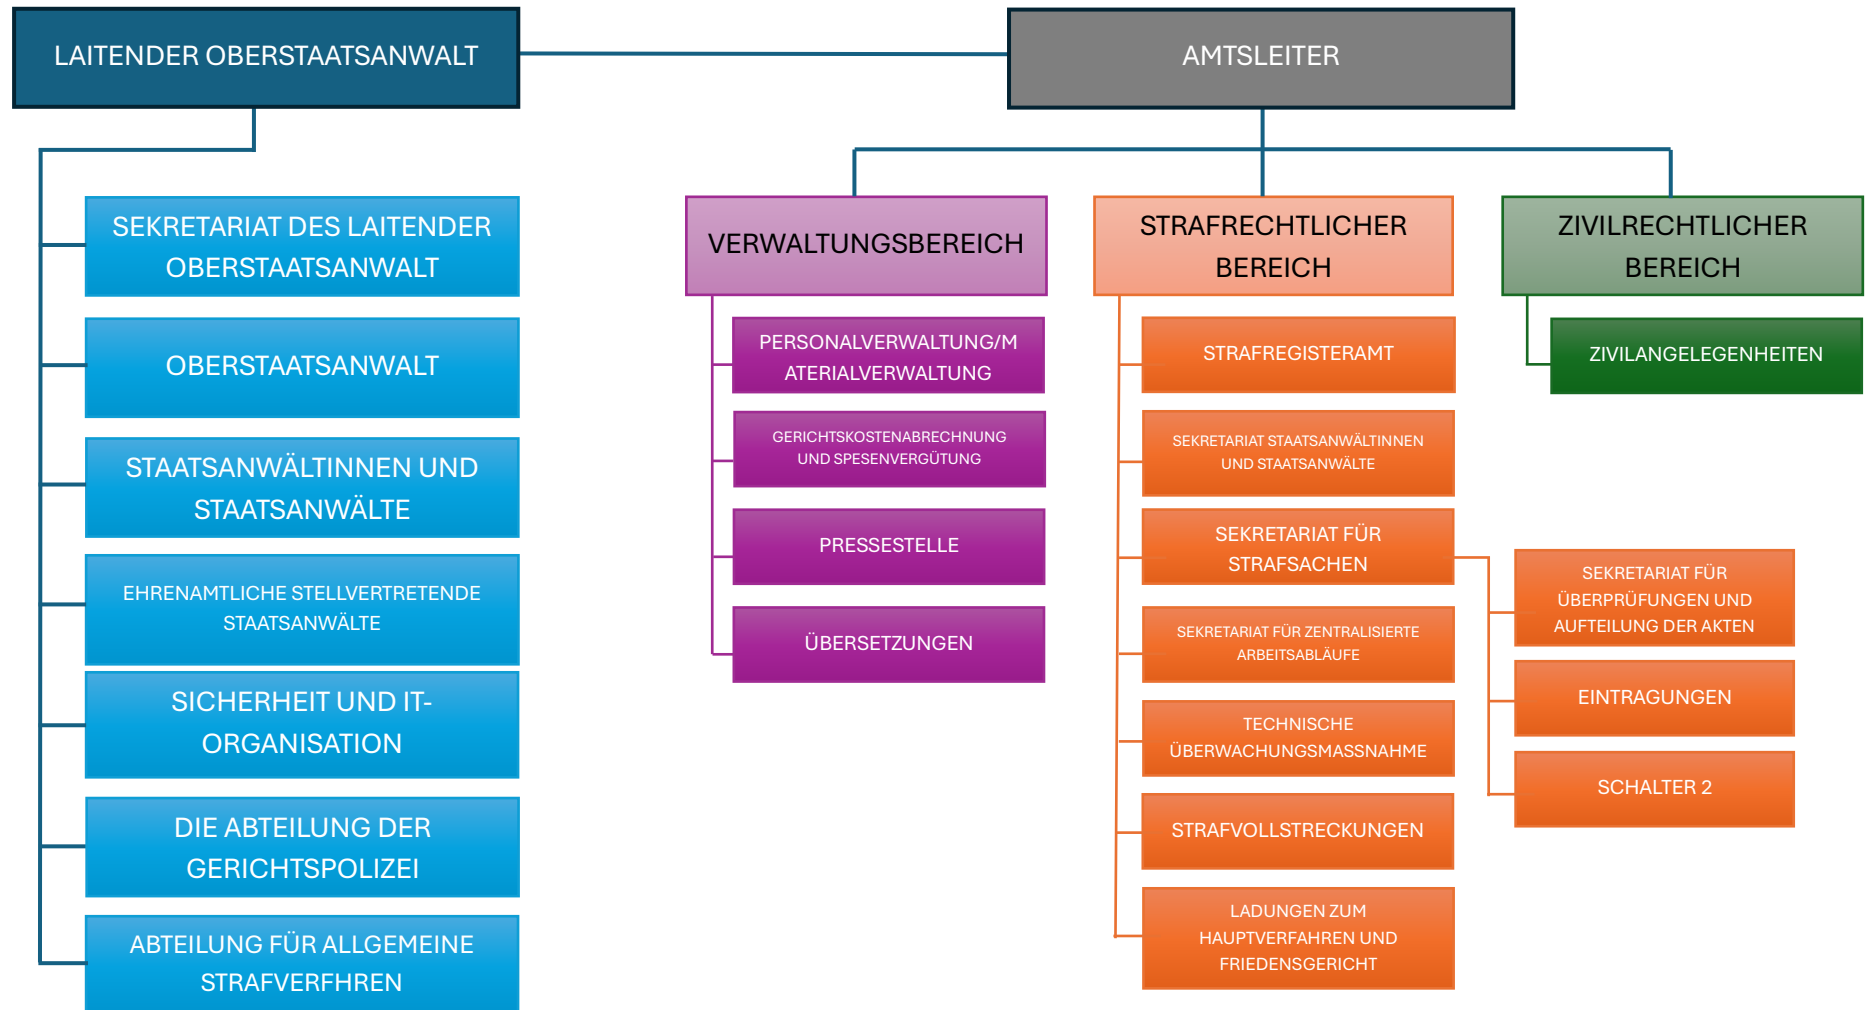 LAITENDER OBERSTAATSANWALT
AMTSLEITER
SEKRETARIAT DES LAITENDER
OBERSTAATSANWALT
OBERSTAATSANWALT
STAATSANWÄLTINNEN UND
STAATSANWÄLTE
EHRENAMTLICHE STELLVERTRETENDE
STAATSANWÄLTE
SICHERHEIT UND IT-
ORGANISATION
DIE ABTEILUNG DER
GERICHTSPOLIZEI
ABTEILUNG FÜR ALLGEMEINE
STRAFVERFHREN
VERWALTUNGSBEREICH
PERSONALVERWALTUNG/M
ATERIALVERWALTUNG
GERICHTSKOSTENABRECHNUNG
UND SPESENVERGÜTUNG
PRESSESTELLE
ÜBERSETZUNGEN
STRAFRECHTLICHER
BEREICH
STRAFREGISTERAMT
SEKRETARIAT STAATSANWÄLTINNEN
UND STAATSANWÄLTE
SEKRETARIAT FÜR
STRAFSACHEN
SEKRETARIAT FÜR ZENTRALISIERTE
ARBEITSABLÄUFE
TECHNISCHE
ÜBERWACHUNGSMASSNAHME
STRAFVOLLSTRECKUNGEN
LADUNGEN ZUM
HAUPTVERFAHREN UND
FRIEDENSGERICHT
SEKRETARIAT FÜR
ÜBERPRÜFUNGEN UND
AUFTEILUNG DER AKTEN
EINTRAGUNGEN
SCHALTER 2
ZIVILRECHTLICHER
BEREICH
ZIVILANGELEGENHEITEN